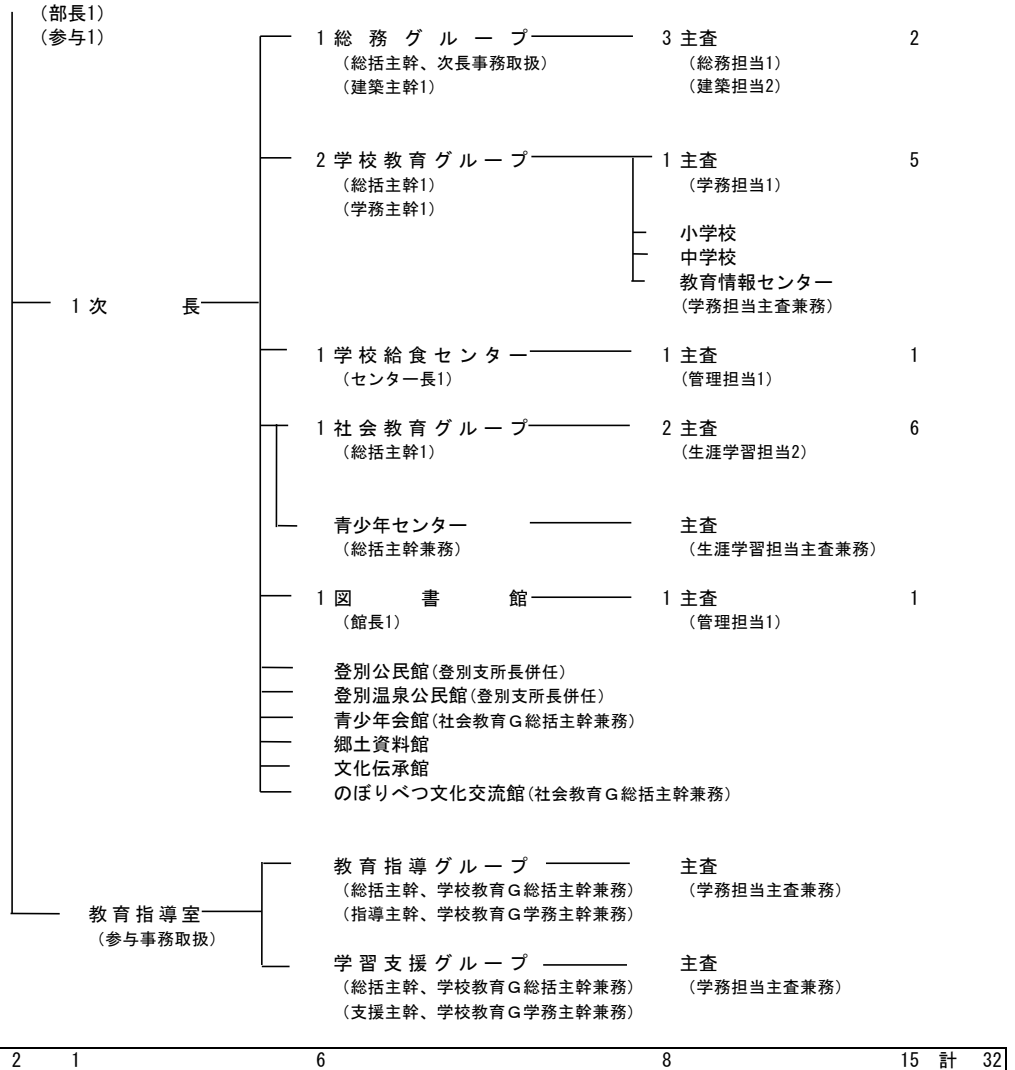 (部長1)
(参与1)
1 総務グループ 3 主査 2
(総括主幹、次長事務取扱) (総務担当1)
(建築主幹1) (建築担当2)
2 学校教育グループ 1 主査 5
(総括主幹1) (学務担当1)
(学務主幹1)
小学校
中学校
教育情報センター
(学務担当主査兼務)
1 次長
1 学校給食センター 1 主査 1
(センター長1) (管理担当1)
1 社会教育グループ 2 主査 6
(総括主幹1) (生涯学習担当2)
青少年センター 主査
(総括主幹兼務) (生涯学習担当主査兼務)
1 図書館 1 主査 1
(館長1) (管理担当1)
登別公民館(登別支所長併任)
登別温泉公民館(登別支所長併任)
青少年会館(社会教育G総括主幹兼務)
郷土資料館
文化伝承館
のぼりべつ文化交流館(社会教育G総括主幹兼務)
教育指導グループ 主査
(総括主幹、学校教育G総括主幹兼務) (学務担当主査兼務)
(指導主幹、学校教育G学務主幹兼務)
教育指導室
(参与事務取扱)
学習支援グループ 主査
(総括主幹、学校教育G総括主幹兼務) (学務担当主査兼務)
(支援主幹、学校教育G学務主幹兼務)
2 1 6 8 15 計 32